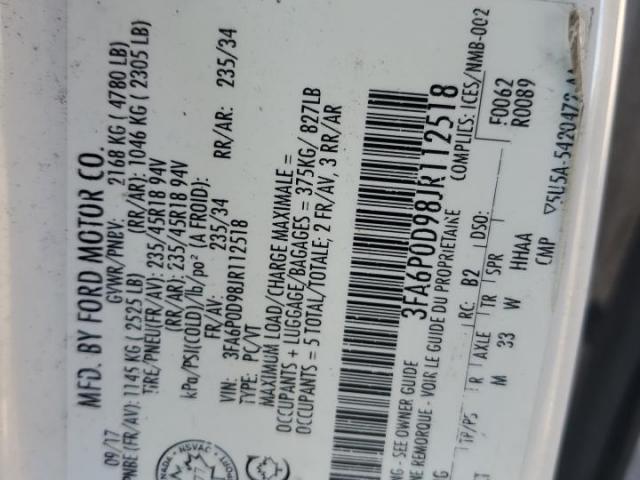 MFD. BY FORD MOTOR CO.
09/17 GVWR/PNBV: 2168 KG ( 4780 LB)
PNBE (FR/AV): 1145 KG ( 2525 LB) (RR/AR): 1046 KG ( 2305 LB)
TIRE/PNEU(FR/AV): 235/45R18 94V
(RR/AR): 235/45R18 94V
kPa/PSI(COLD)/lb/po² (A FROID):
FR/AV: 235/34 RR/AR: 235/34
VIN: 3FA6P0D98JR112518
TYPE: PC/VT
MAXIMUM LOAD/CHARGE MAXIMALE =
OCCUPANTS + LUGGAGE/BAGAGES = 375KG/ 827LB
OCCUPANTS = 5 TOTAL/TOTALE; 2 FR/AV, 3 RR/AR
NSVAC
77
3FA6P0D98JR112518
- SEE OWNER GUIDE
REMORQUE - VOIR LE GUIDE DU PROPRIETAIRE
COMPLIES: ICES/NMB-002
RC: B2 DSO: F0062
R0089
TP/PS R AXLE TR SPR
M 33 W HHAA
CMP